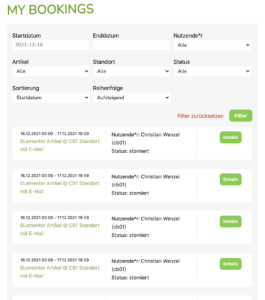 MY BOOKINGS
Startdatum Enddatum Nutzende*r
2021-12-16 Alle
Artikel Standort Status
Alle Alle Alle
Sortierung Reihenfolge
Startdatum Aufsteigend
Filter zurücksetzen Filter
16.12.2021 00:00 - 17.12.2021 18:59 Nutzende*r: Christian Wenzel Details
ELementor Artikel @ CB1 Standort (cb01)
mit E-Mail Status: storniert
16.12.2021 00:00 - 17.12.2021 18:59 Nutzende*r: Christian Wenzel Details
ELementor Artikel @ CB1 Standort (cb01)
mit E-Mail Status: storniert
16.12.2021 00:00 - 17.12.2021 18:59 Nutzende*r: Christian Wenzel Details
ELementor Artikel @ CB1 Standort (cb01)
mit E-Mail Status: storniert
16.12.2021 00:00 - 17.12.2021 18:59 Nutzende*r: Christian Wenzel Details
ELementor Artikel @ CB1 Standort (cb01)
mit E-Mail Status: storniert